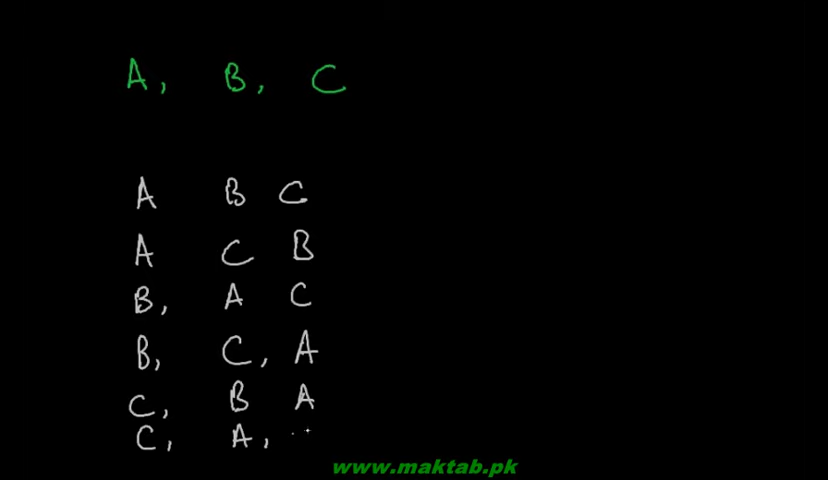 A, B, C
A B C
A C B
B, A C
B, C, A
C, B A
C, A,
www.maktab.pk